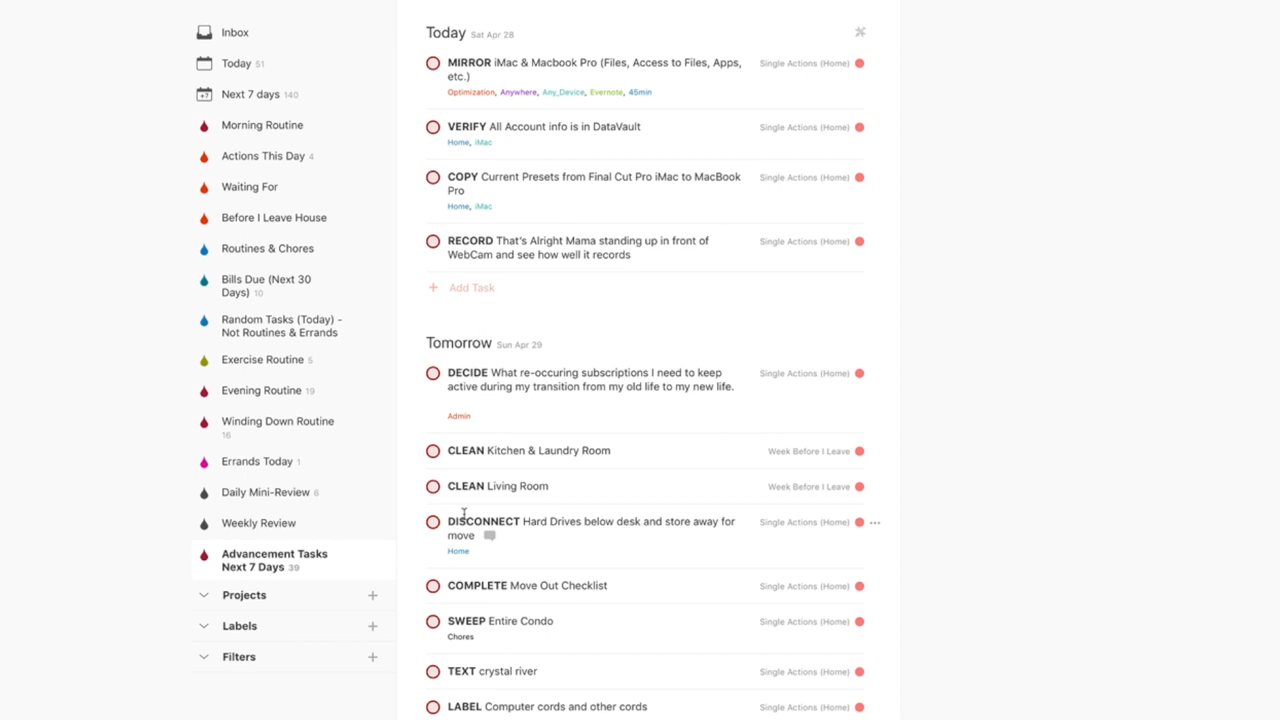 Inbox
Today 51
Next 7 days 140
Morning Routine
Actions This Day 4
Waiting For
Before I Leave House
Routines & Chores
Bills Due (Next 30
Days) 10
Random Tasks (Today) -
Not Routines & Errands
Exercise Routine 5
Evening Routine 19
Winding Down Routine
16
Errands Today 1
Daily Mini-Review 6
Weekly Review
Advancement Tasks
Next 7 Days 39
Projects
Labels
Filters
Today Sat Apr 28
MIRROR iMac & Macbook Pro (Files, Access to Files, Apps,
etc.)
Single Actions (Home)
Optimization, Anywhere, Any_Device, Evernote, 45min
VERIFY All Account info is in DataVault
Single Actions (Home)
Home, iMac
COPY Current Presets from Final Cut Pro iMac to MacBook
Pro
Single Actions (Home)
Home, iMac
RECORD That's Alright Mama standing up in front of
WebCam and see how well it records
Single Actions (Home)
+ Add Task
Tomorrow Sun Apr 29
DECIDE What re-occuring subscriptions I need to keep
active during my transition from my old life to my new life.
Single Actions (Home)
Admin
CLEAN Kitchen & Laundry Room
Week Before I Leave
CLEAN Living Room
Week Before I Leave
DISCONNECT Hard Drives below desk and store away for
move
Single Actions (Home)
Home
COMPLETE Move Out Checklist
Single Actions (Home)
SWEEP Entire Condo
Single Actions (Home)
Chores
TEXT crystal river
Single Actions (Home)
LABEL Computer cords and other cords
Single Actions (Home)